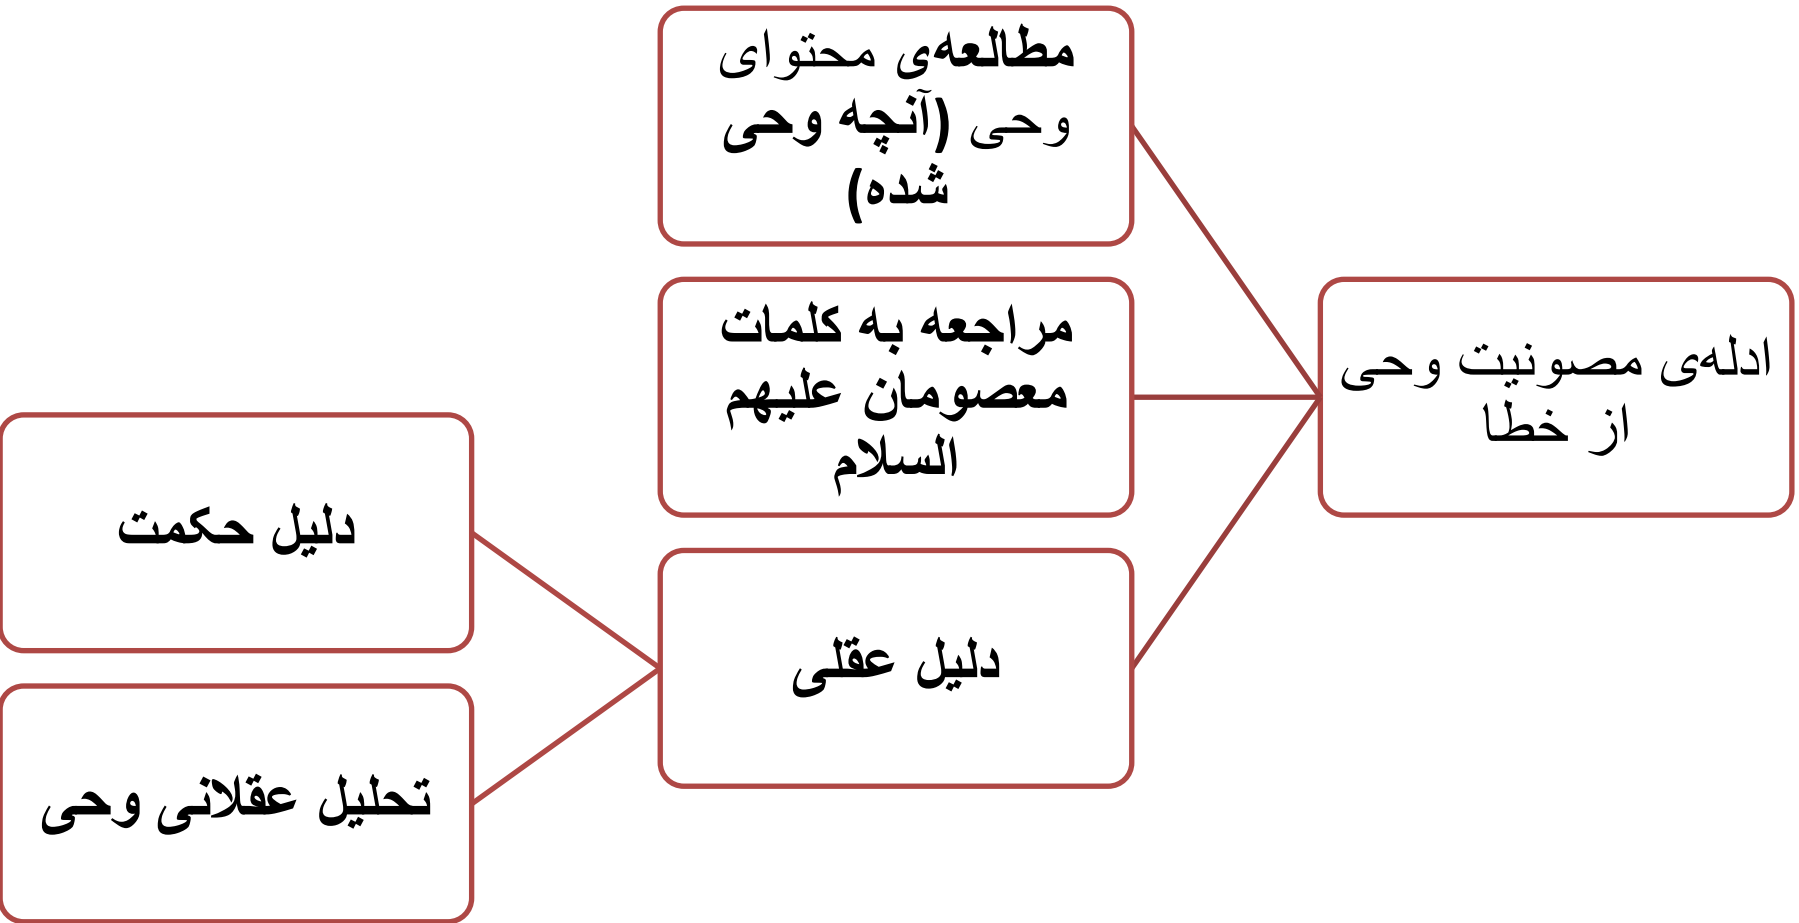 ادله‌ی مصونیت وحی
از خطا
مطالعه‌ی محتوای
وحی (آنچه وحی
شده)
مراجعه به کلمات
معصومان علیهم
السلام
دلیل عقلی
دلیل حکمت
تحلیل عقلانی وحی